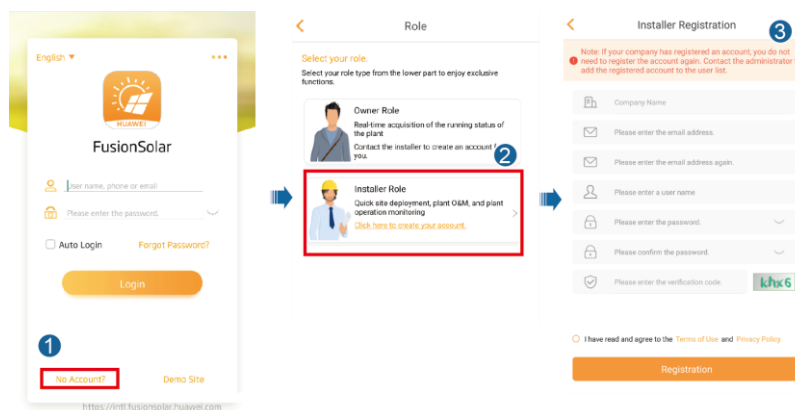 English ▼
HUAWEI
FusionSolar
User name, phone or email
Please enter the password.
Auto Login
Forgot Password?
Login
1
No Account?
Demo Site
https://intl.fusionsolar.huawei.com
Role
Select your role.
Select your role type from the lower part to enjoy exclusive
functions.
Owner Role
Real-time acquisition of the running status of
the plant
Contact the installer to create an account
you.
2
Installer Role
Quick site deployment, plant O&M, and plant
operation monitoring
Click here to create your account.
Installer Registration
3
Note: If your company has registered an account, you do not
need to register the account again. Contact the administrator
add the registered account to the user list.
Company Name
Please enter the email address.
Please enter the email address again.
Please enter a user name
Please enter the password.
Please confirm the password.
Please enter the verification code.
khx6
I have read and agree to the Terms of Use and Privacy Policy
Registration